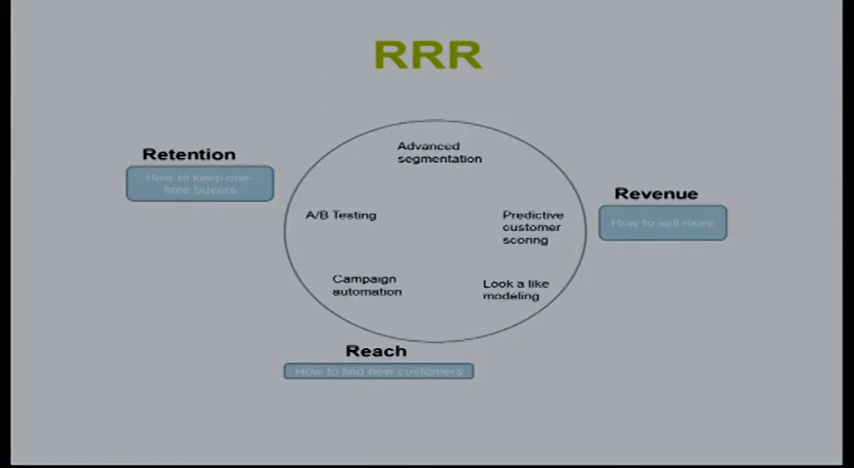 RRR
Advanced
segmentation
Retention
How to keep one-
time buyers
Revenue
How to sell more
A/B Testing
Predictive
customer
scoring
Campaign
automation
Look a like
modeling
Reach
How to find new customers